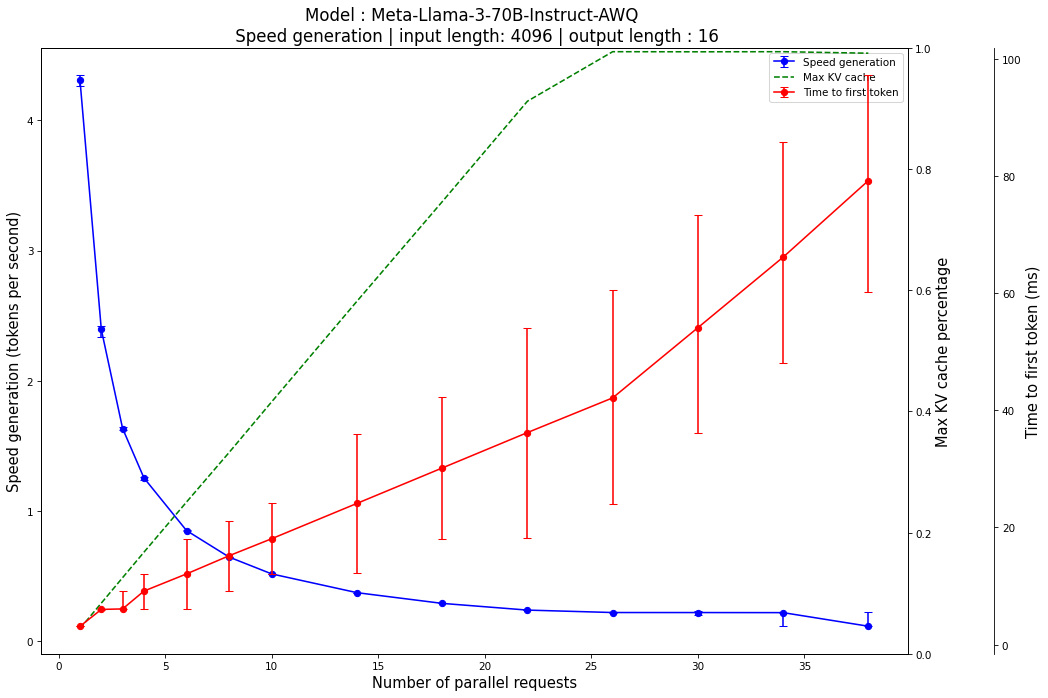 Model : Meta-Llama-3-70B-Instruct-AWQ
Speed generation | input length: 4096 | output length : 16
Speed generation
Max KV cache
Time to first token
Speed generation (tokens per second)
4
3
2
1
0
1.0
0.8
0.6
0.4
0.2
0.0
Max KV cache percentage
100
80
60
40
20
0
Time to first token (ms)
0 5 10 15 20 25 30 35
Number of parallel requests